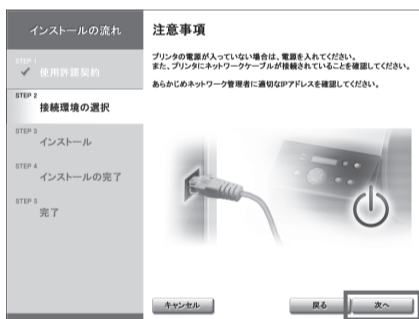 インストールの流れ
STEP 1
使用許諾契約
STEP 2
接続環境の選択
STEP 3
インストール
STEP 4
インストールの完了
STEP 5
完了
注意事項
プリンタの電源が入っていない場合は、電源を入れてください。
また、プリンタにネットワークケーブルが接続されていることを確認してください。
あらかじめネットワーク管理者に適切なIPアドレスを確認してください。
キャンセル
戻る
次へ